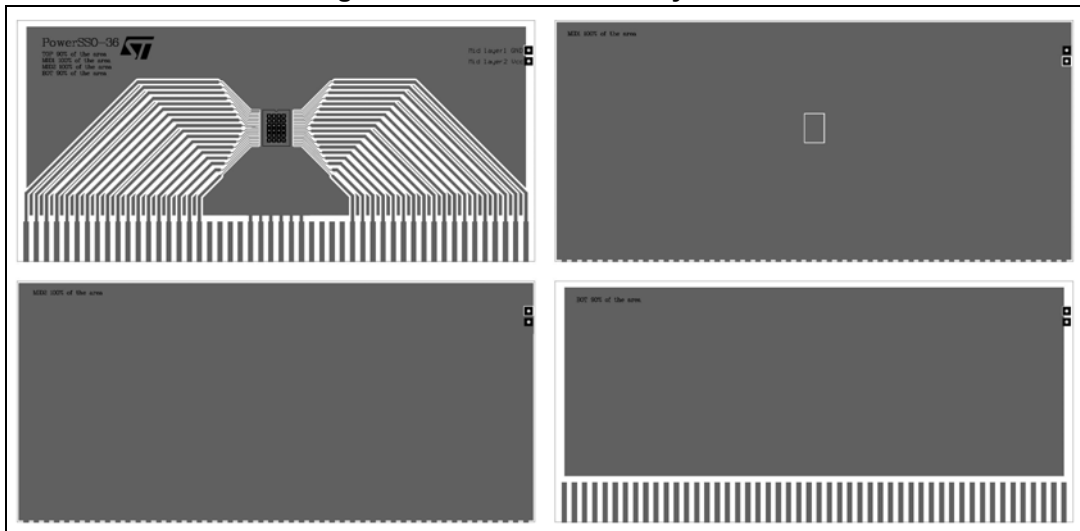 PowerSSO-36
TOP 90% of the area
MID1 100% of the area
MID2 100% of the area
BOT 90% of the area
Mid Layer1 GND
Mid Layer2 Vcc
MID1 100% of the area
MID2 100% of the area
BOT 90% of the area